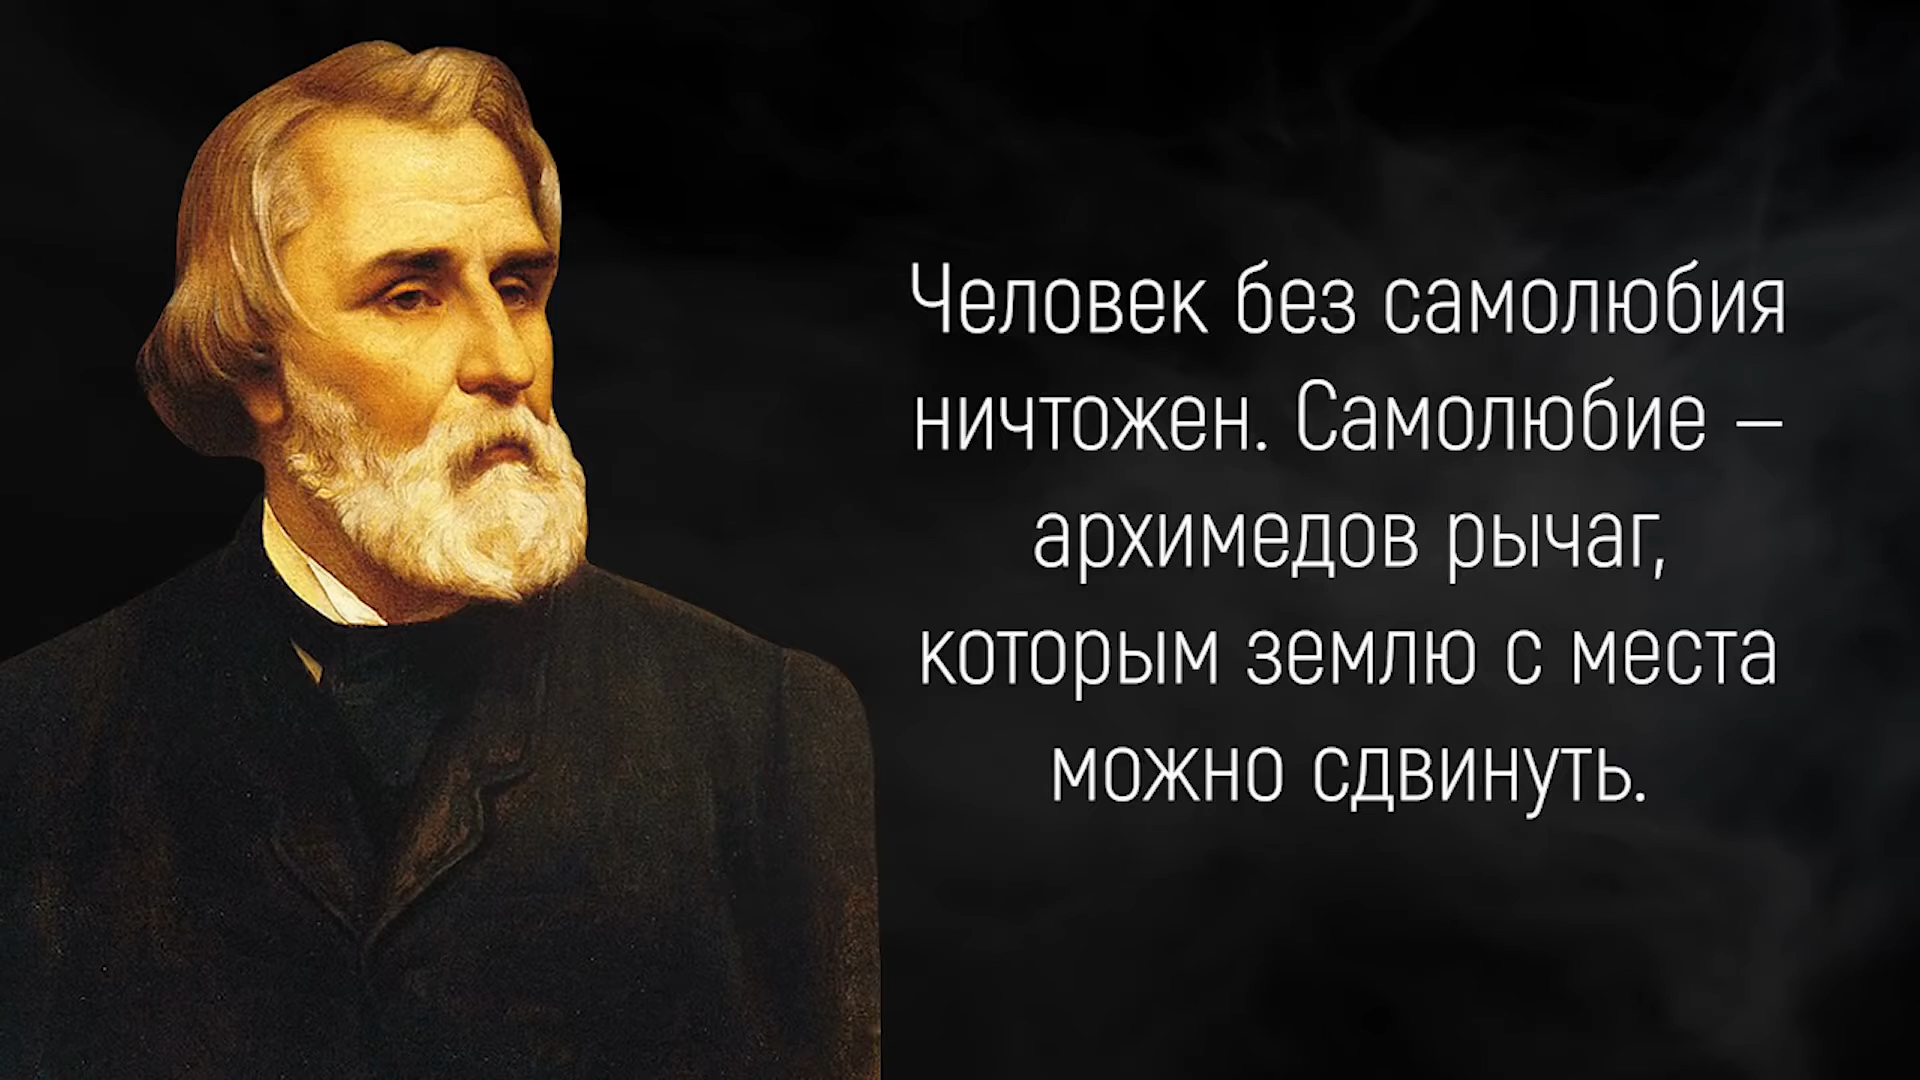 Человек без самолюбия
ничтожен. Самолюбие –
архимедов рычаг,
которым землю с места
можно сдвинуть.